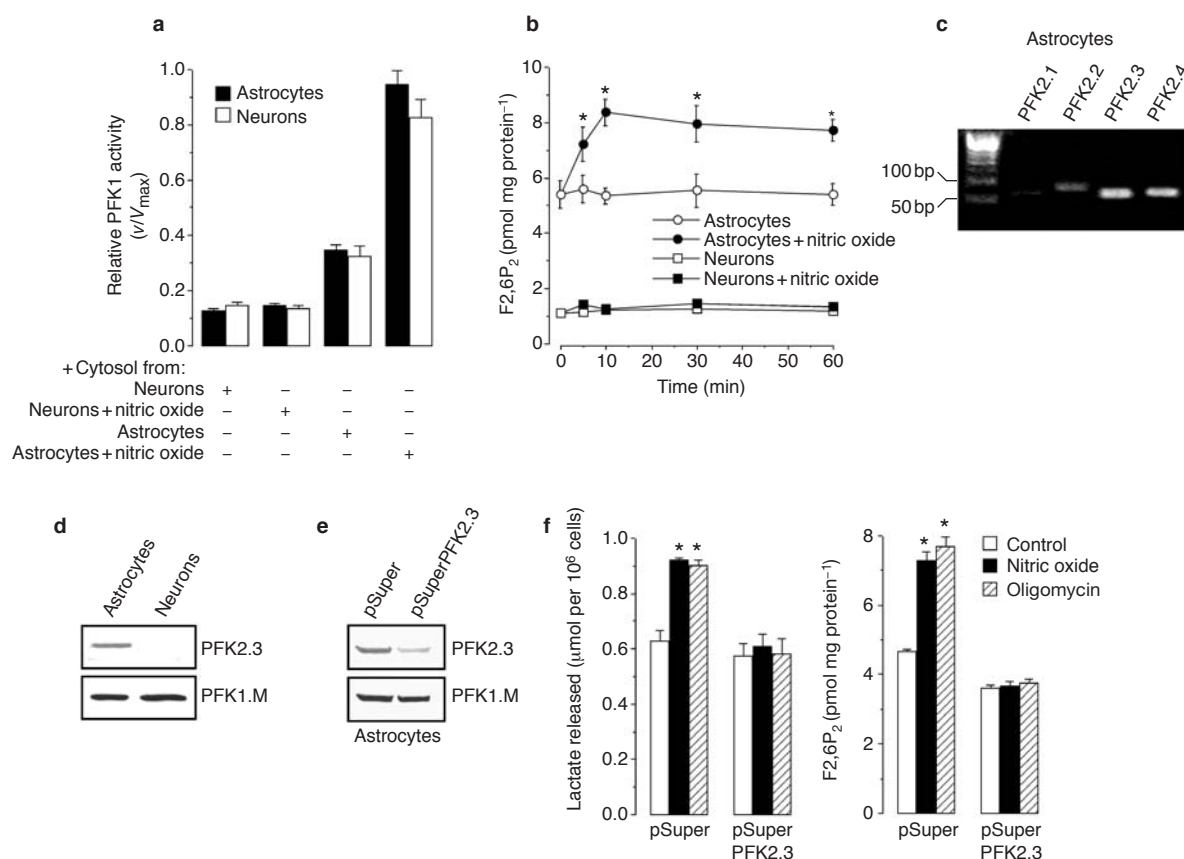 a
Relative PFK1 activity
(v/Vmax)
1.0
0.8
0.6
0.4
0.2
0.0
Astrocytes
Neurons
+Cytosol from:
Neurons + – – –
Neurons+nitric oxide – + – –
Astrocytes – – + –
Astrocytes+nitric oxide – – – +
b
F2,6P2 (pmol mg protein–1)
10
8
6
4
2
0
* * * *
Astrocytes
Astrocytes+nitric oxide
Neurons
Neurons+nitric oxide
0 10 20 30 40 50 60
Time (min)
c
Astrocytes
PFK2.1 PFK2.2 PFK2.3 PFK2.4
100 bp
50 bp
d
Astrocytes Neurons
PFK2.3
PFK1.M
e
pSuper pSuperPFK2.3
PFK2.3
PFK1.M
Astrocytes
f
Lactate released (μmol per 106 cells)
1.0
0.8
0.6
0.4
0.2
0.0
* *
pSuper pSuper
PFK2.3
F2,6P2 (pmol mg protein–1)
8
6
4
2
0
* *
Control
Nitric oxide
Oligomycin
pSuper pSuper
PFK2.3